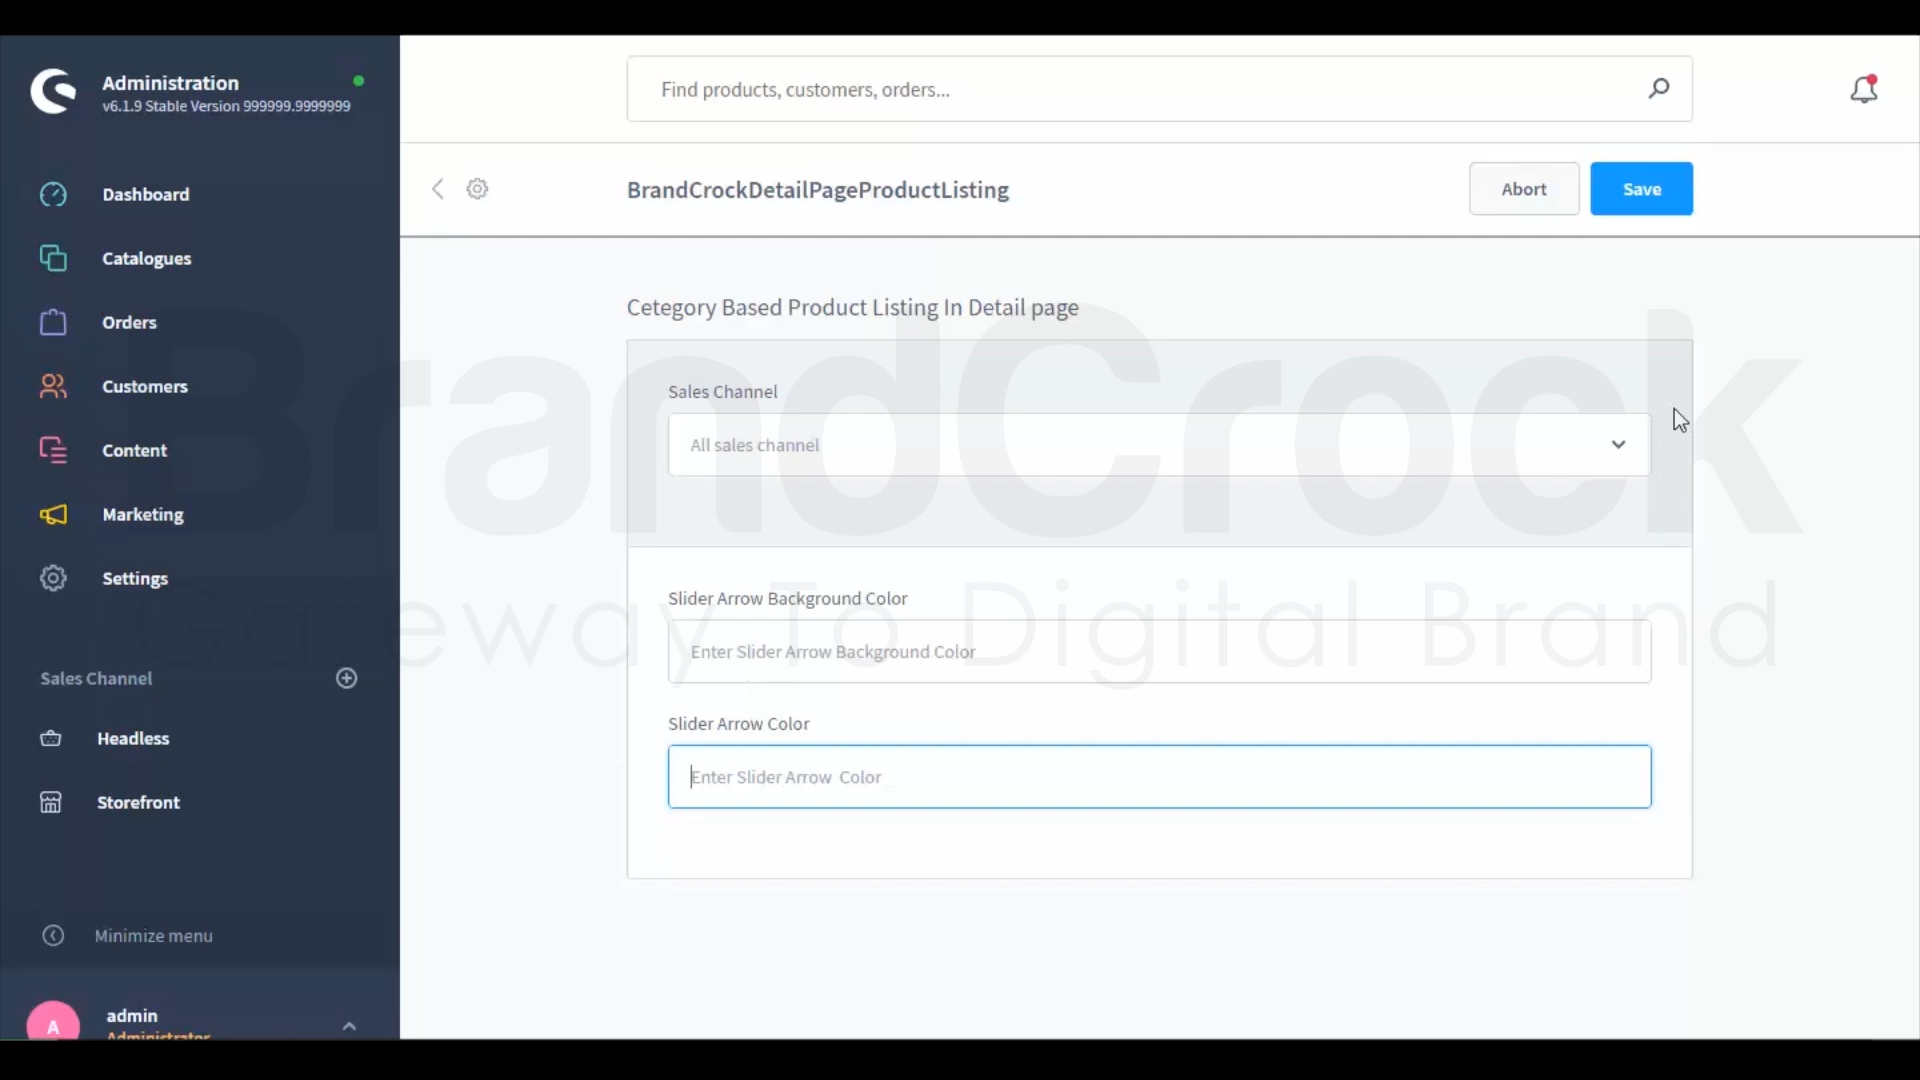 Administration
v6.1.9 Stable Version 999999.9999999
Find products, customers, orders...
Dashboard
Catalogues
Orders
Customers
Content
Marketing
Settings
Sales Channel
Headless
Storefront
Minimize menu
A
admin
Administrator
BrandCrockDetailPageProductListing
Abort
Save
Cetegory Based Product Listing In Detail page
Sales Channel
All sales channel
Slider Arrow Background Color
Enter Slider Arrow Background Color
Slider Arrow Color
Enter Slider Arrow  Color
BrandCrock
Gateway To Digital Brand